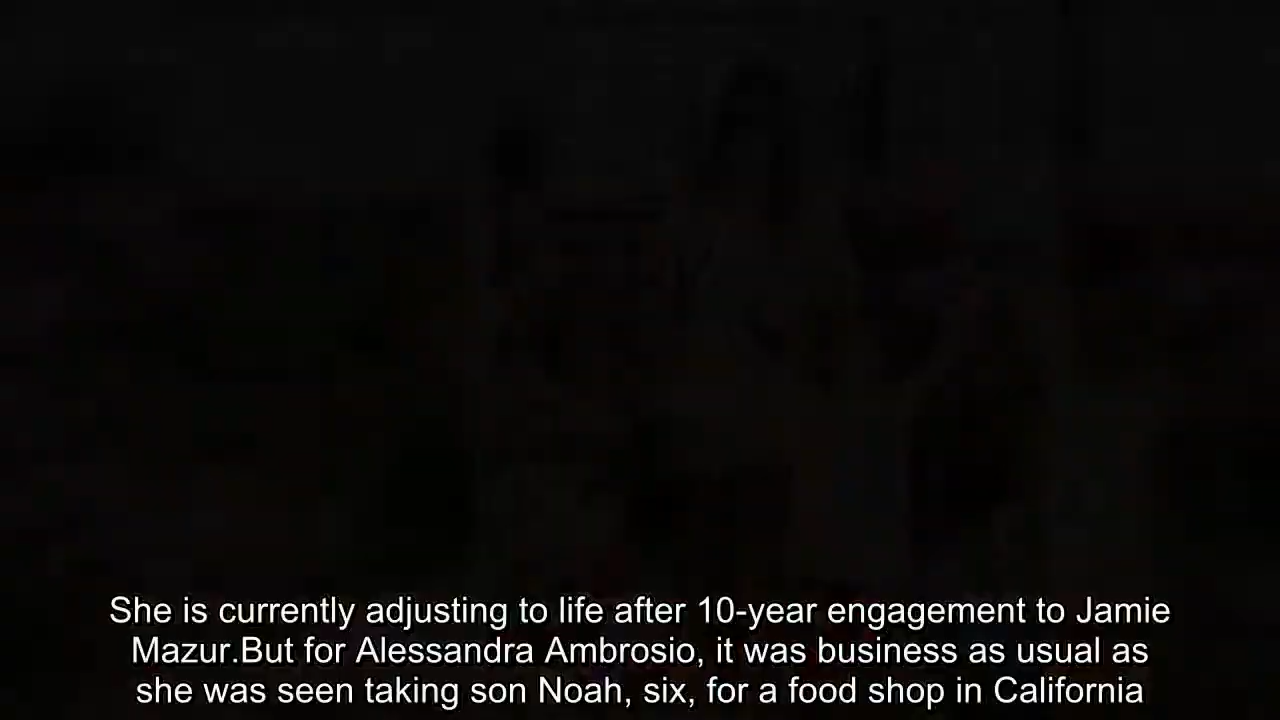 She is currently adjusting to life after 10-year engagement to Jamie
Mazur.But for Alessandra Ambrosio, it was business as usual as
she was seen taking son Noah, six, for a food shop in California